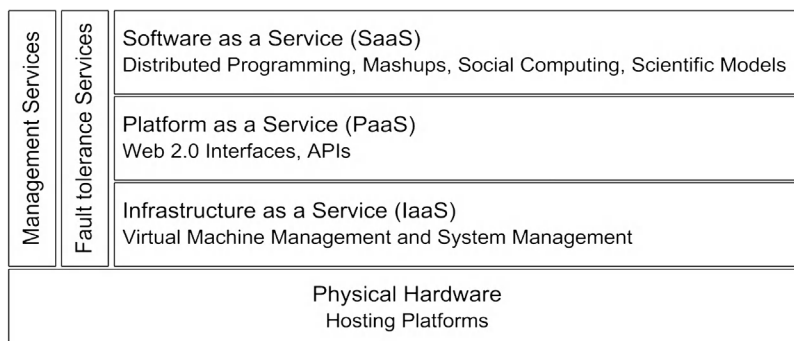 Management Services
Fault tolerance Services
Software as a Service (SaaS)
Distributed Programming, Mashups, Social Computing, Scientific Models
Platform as a Service (PaaS)
Web 2.0 Interfaces, APIs
Infrastructure as a Service (IaaS)
Virtual Machine Management and System Management
Physical Hardware
Hosting Platforms